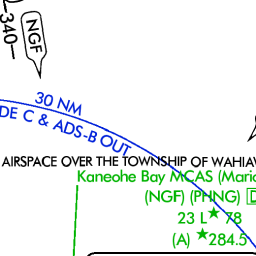 -340-
NGF
30 NM
DE C & ADS-B OUT
AIRSPACE OVER THE TOWNSHIP OF WAHIAW
Kaneohe Bay MCAS (Mario
(NGF) (PHNG) D
23 L★ 78
(A) ★284.5